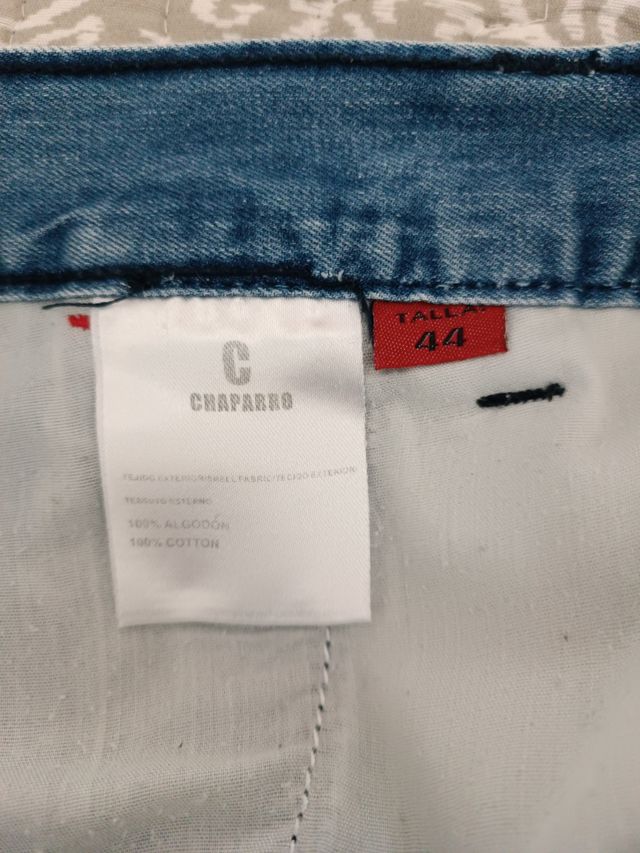 TALLA:
44
C
CHAPARRO
TEJIDO EXTERIOR/SHELL FABRIC/TECIDO EXTERIOR/
TESSUTO ESTERNO
100% ALGODÓN
100% COTTON